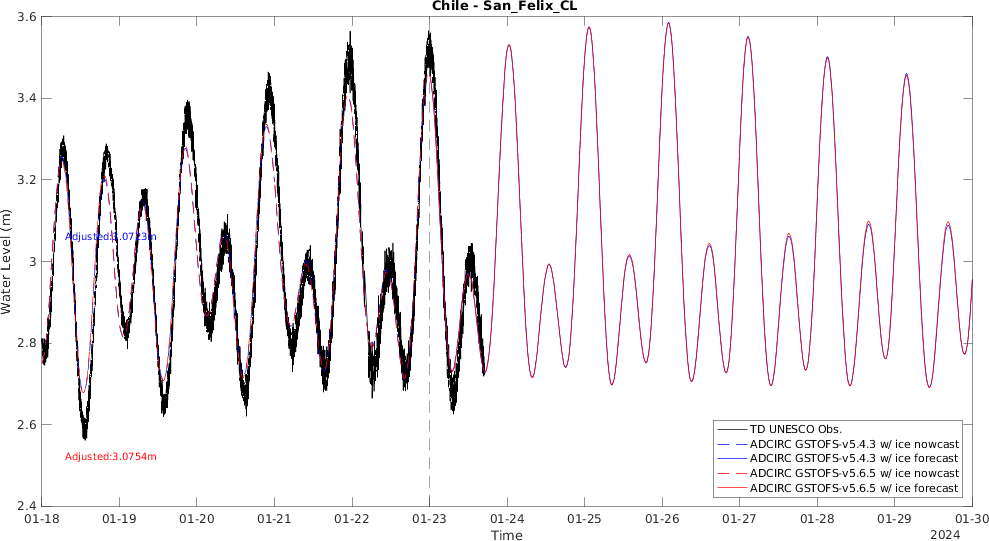 Chile - San_Felix_CL
3.6
3.4
3.2
3
2.8
2.6
2.4
Water Level (m)
Adjusted:3.0723m
Adjusted:3.0754m
TD UNESCO Obs.
ADCIRC GSTOFS-v5.4.3 w/ ice nowcast
ADCIRC GSTOFS-v5.4.3 w/ ice forecast
ADCIRC GSTOFS-v5.6.5 w/ ice nowcast
ADCIRC GSTOFS-v5.6.5 w/ ice forecast
01-18 01-19 01-20 01-21 01-22 01-23 01-24 01-25 01-26 01-27 01-28 01-29 01-30
Time
2024